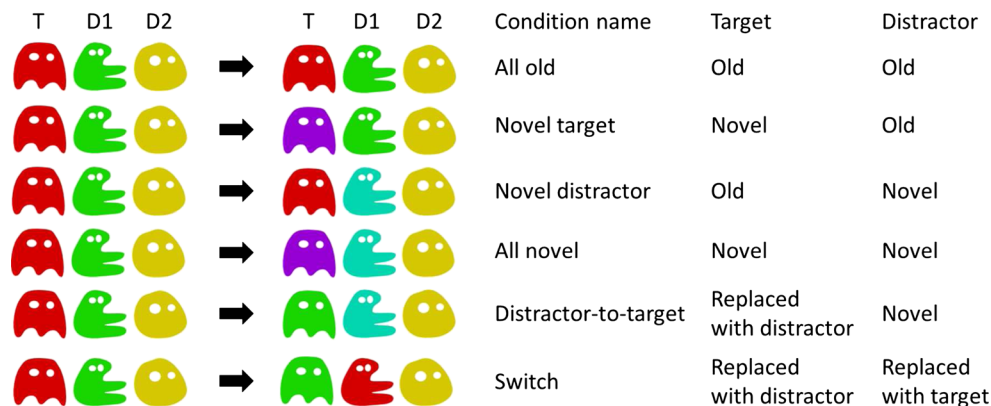 T D1 D2 T D1 D2 Condition name Target Distractor
All old Old Old
Novel target Novel Old
Novel distractor Old Novel
All novel Novel Novel
Distractor-to-target Replaced with distractor Novel
Switch Replaced with distractor Replaced with target